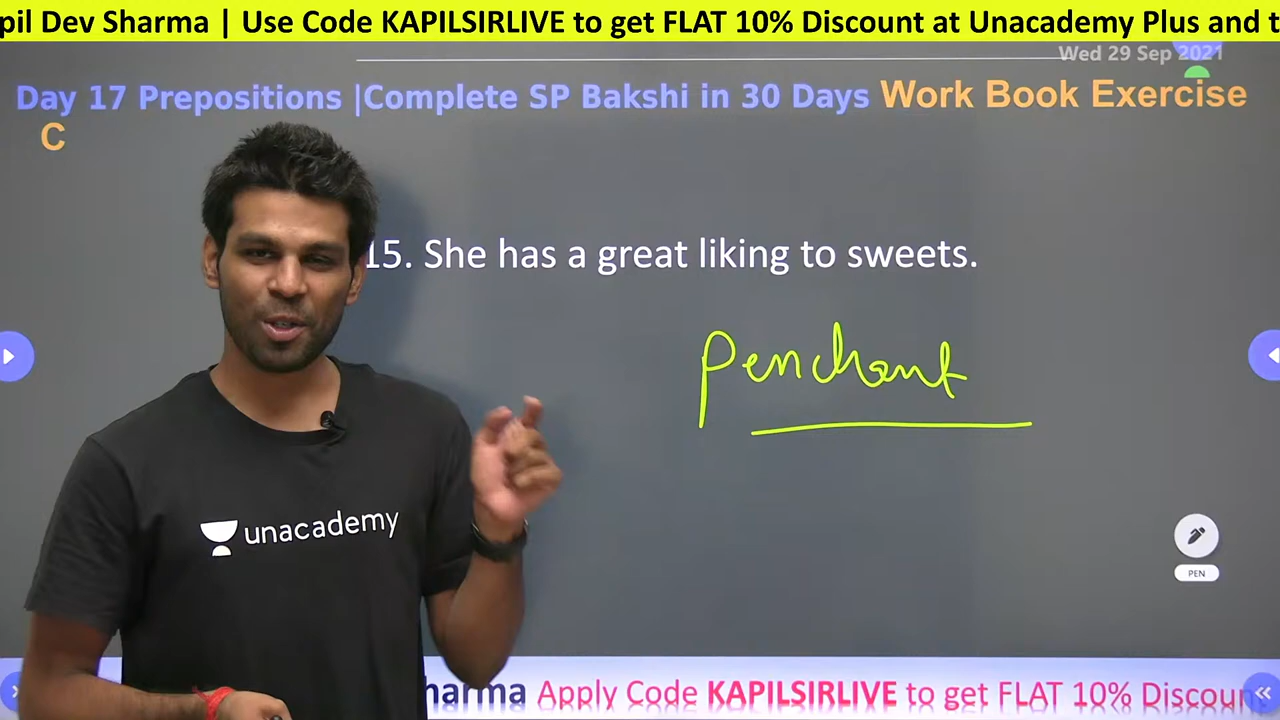 pil Dev Sharma | Use Code KAPILSIRLIVE to get FLAT 10% Discount at Unacademy Plus and t
Wed 29 Sep 2021
Day 17 Prepositions |Complete SP Bakshi in 30 Days Work Book Exercise
C
15. She has a great liking to sweets.
Penchant
unacademy
PEN
harma Apply Code KAPILSIRLIVE to get FLAT 10% Discoun